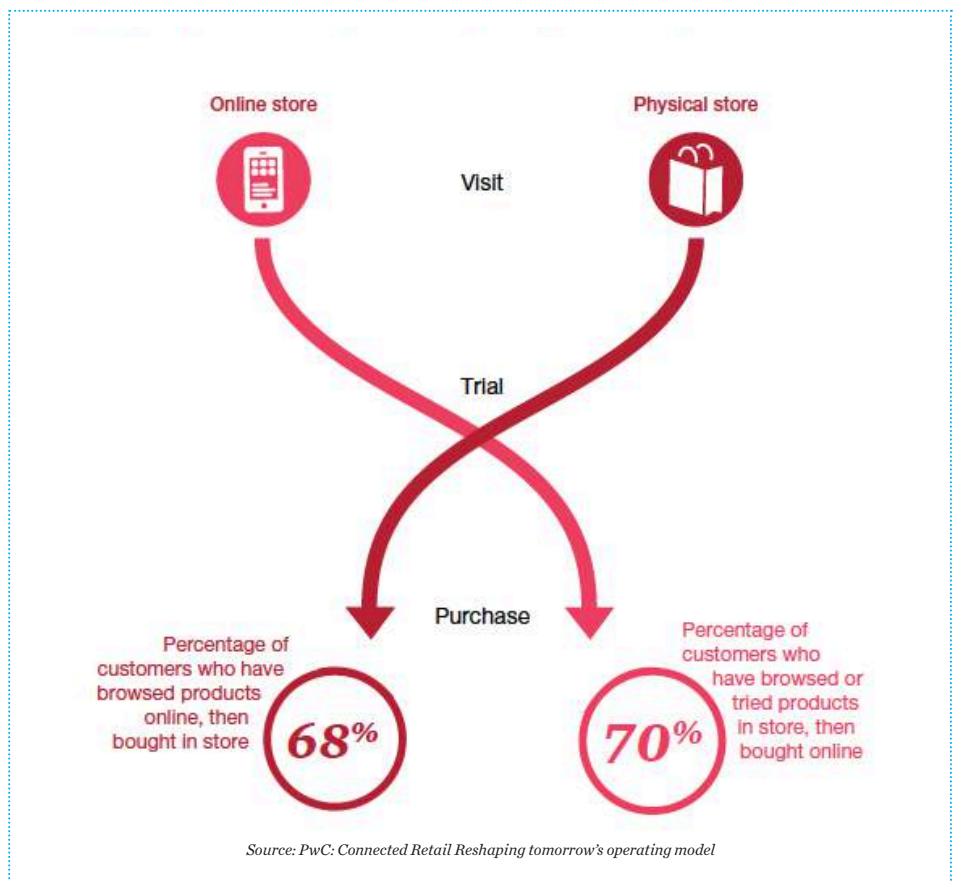 Online store
Physical store
Visit
Trial
Purchase
Percentage of
customers who have
browsed products
online, then
bought in store
68%
Percentage of
customers who
have browsed or
tried products
in store, then
bought online
70%
Source: PwC: Connected Retail Reshaping tomorrow's operating model